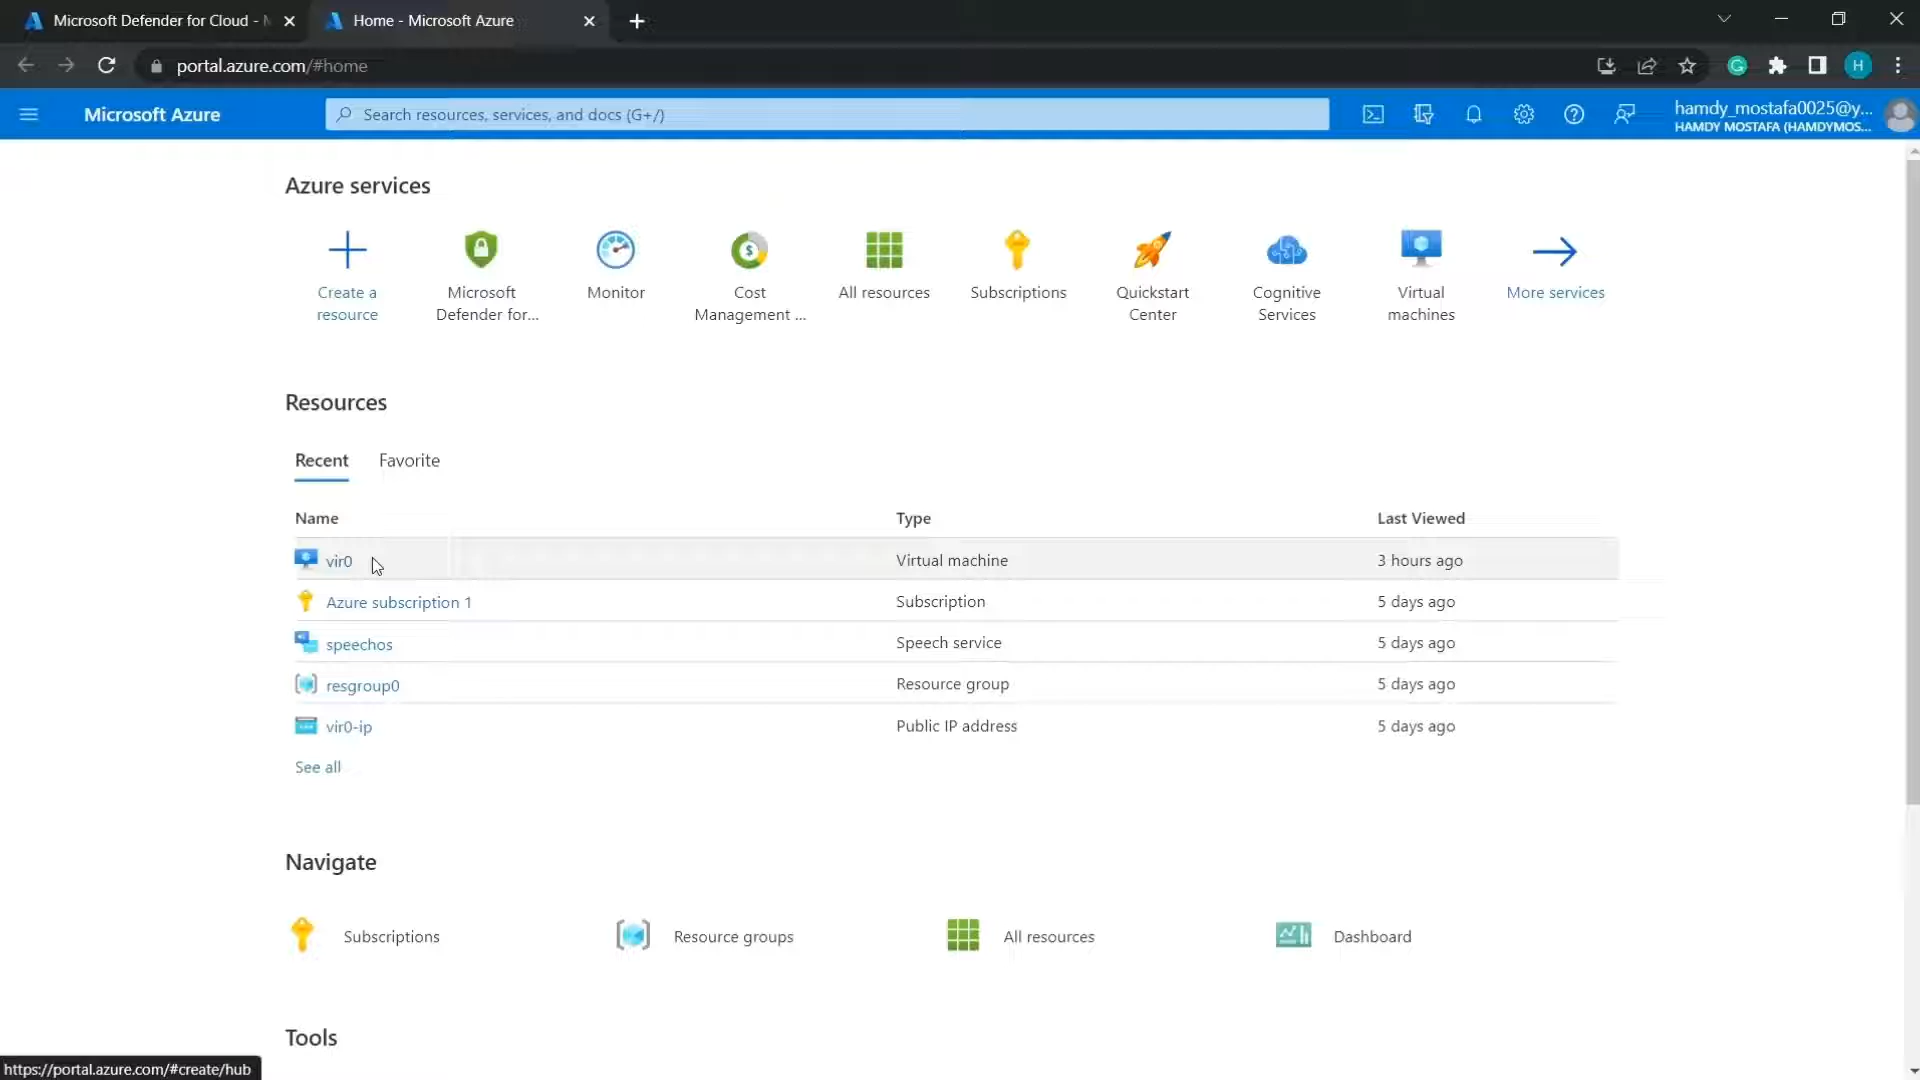 Microsoft Defender for Cloud - M
Home - Microsoft Azure
portal.azure.com/#home
H
Microsoft Azure
Search resources, services, and docs (G+/)
hamdy_mostafa0025@y...
HAMDY MOSTAFA (HAMDYMOS...
Azure services
Create a
resource
Microsoft
Defender for...
Monitor
Cost
Management ...
All resources
Subscriptions
Quickstart
Center
Cognitive
Services
Virtual
machines
More services
Resources
Recent
Favorite
Name
Type
Last Viewed
vir0
Virtual machine
3 hours ago
Azure subscription 1
Subscription
5 days ago
speechos
Speech service
5 days ago
resgroup0
Resource group
5 days ago
vir0-ip
Public IP address
5 days ago
See all
Navigate
Subscriptions
Resource groups
All resources
Dashboard
Tools
https://portal.azure.com/#create/hub